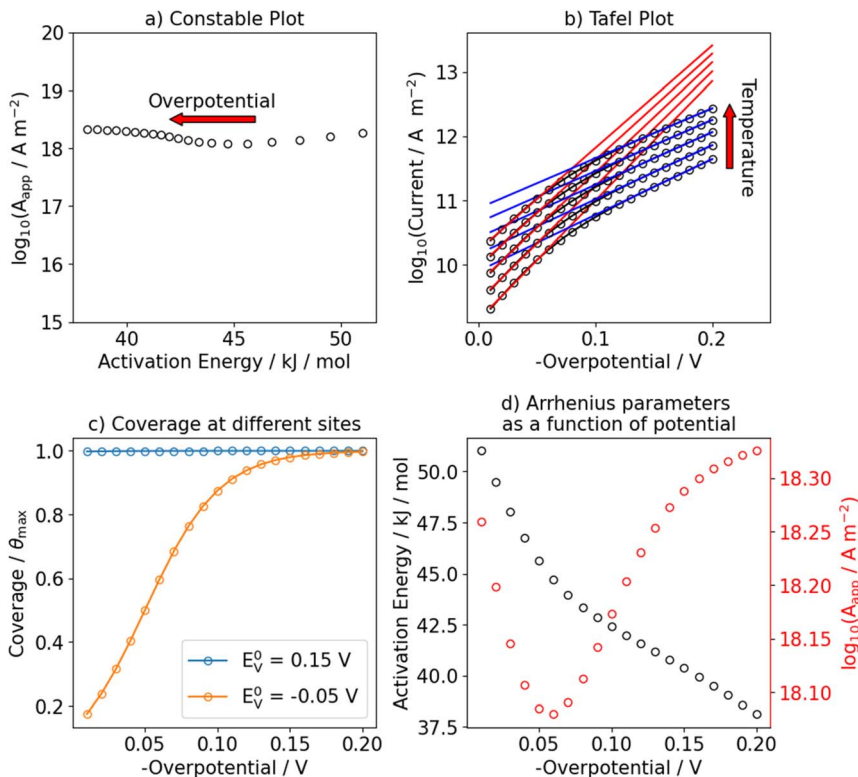 a) Constable Plot
log10(Aapp / A m−2)
20
19
18
17
16
15
Overpotential
40
45
50
Activation Energy / kJ / mol
b) Tafel Plot
log10(Current / A m−2)
13
12
11
10
Temperature
0.0
0.1
0.2
-Overpotential / V
c) Coverage at different sites
Coverage / θmax
1.0
0.8
0.6
0.4
0.2
E0V = 0.15 V
E0V = -0.05 V
0.05
0.10
0.15
0.20
-Overpotential / V
d) Arrhenius parameters
as a function of potential
Activation Energy / kJ / mol
50.0
47.5
45.0
42.5
40.0
37.5
18.30
18.25
18.20
18.15
18.10
log10(Aapp / A m−2)
0.05
0.10
0.15
0.20
-Overpotential / V